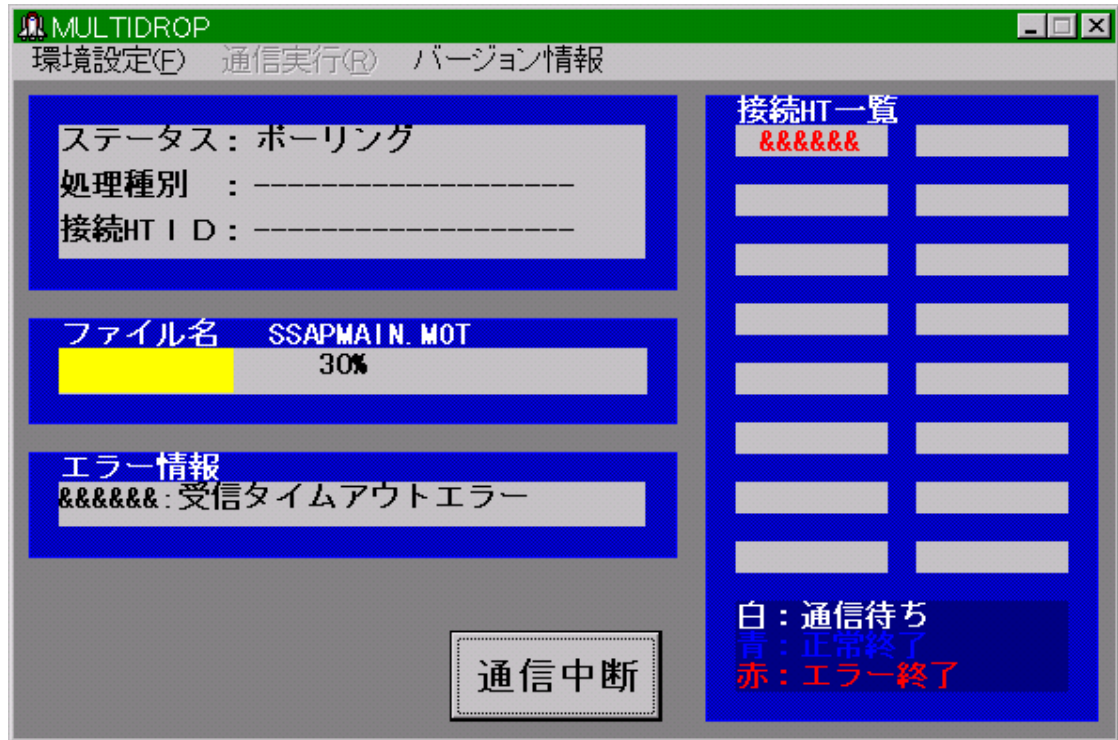 MULTIDROP
環境設定(F) 通信実行(R) バージョン情報
ステータス: ポーリング
処理種別 : -------------------
接続HTID: -------------------
ファイル名 SSAPMAIN.MOT
30%
エラー情報
&&&&&&:受信タイムアウトエラー
通信中断
接続HT一覧
&&&&&&
白:通信待ち
青:正常終了
赤:エラー終了